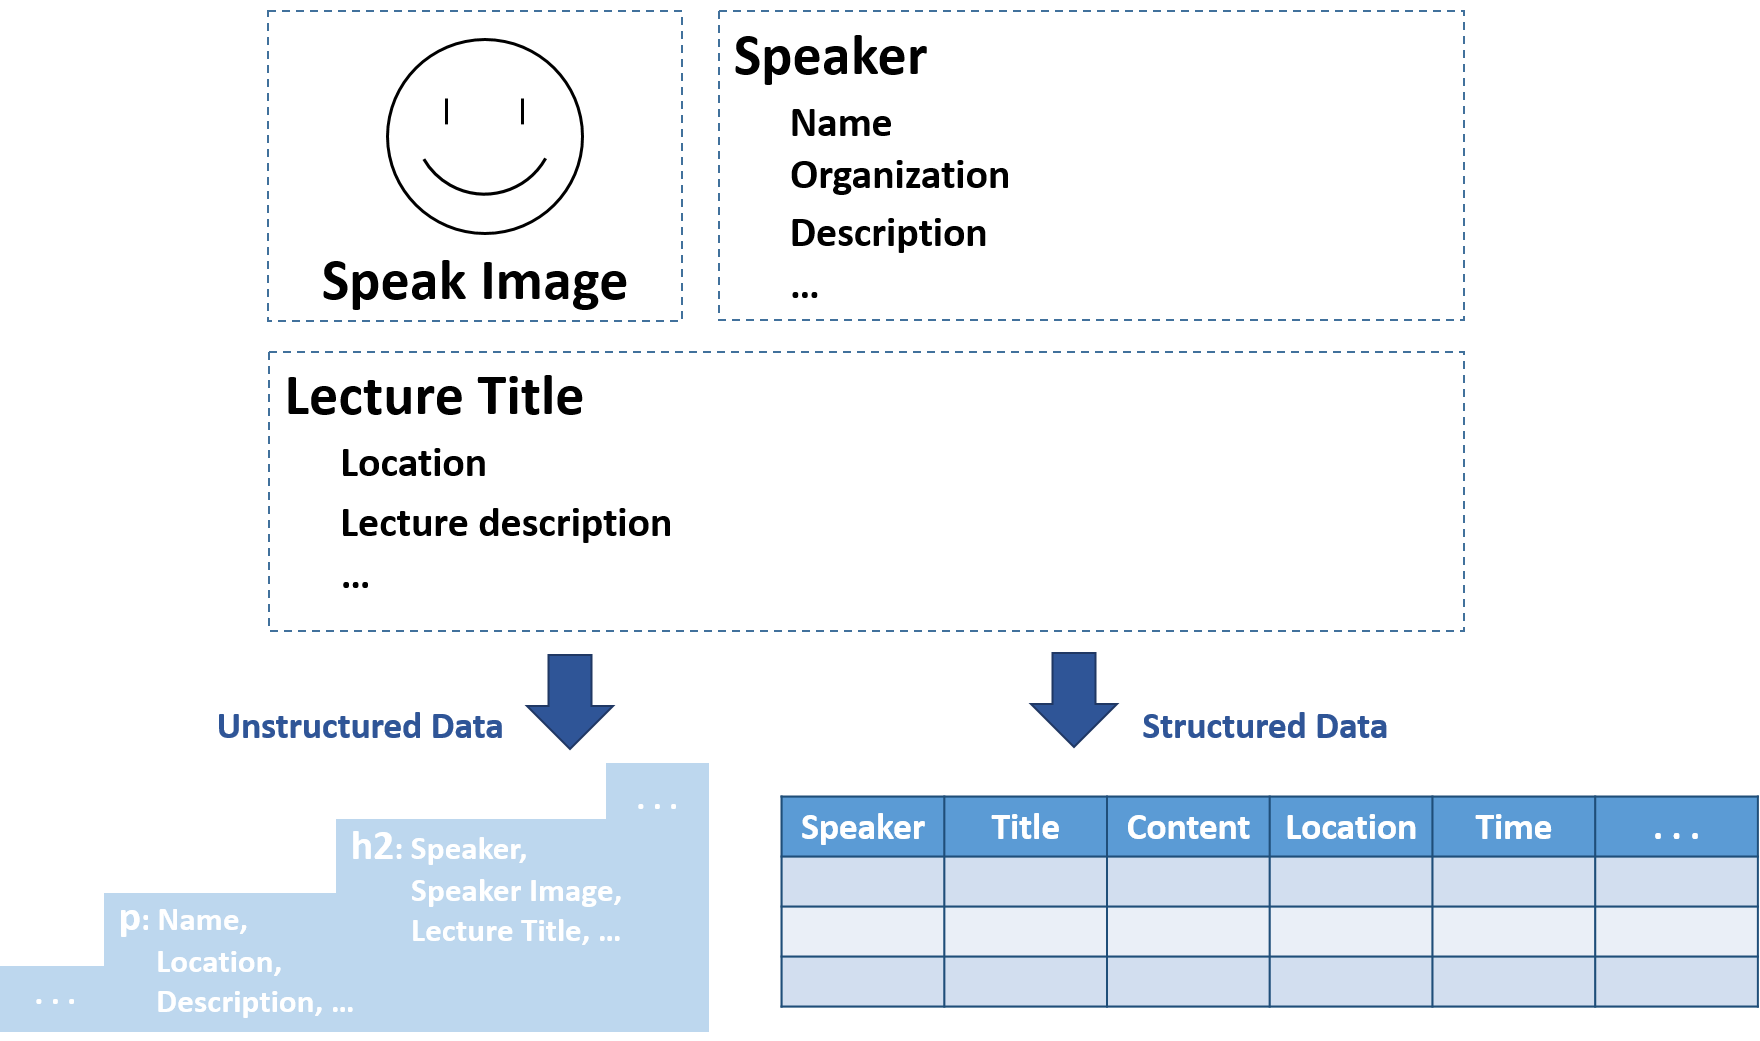 Speak Image
Speaker
Name
Organization
Description
...
Lecture Title
Location
Lecture description
...
Unstructured Data
Structured Data
. . .
h2: Speaker,
Speaker Image,
Lecture Title, ...
p: Name,
Location,
Description, ...
. . .
Speaker Title Content Location Time . . .